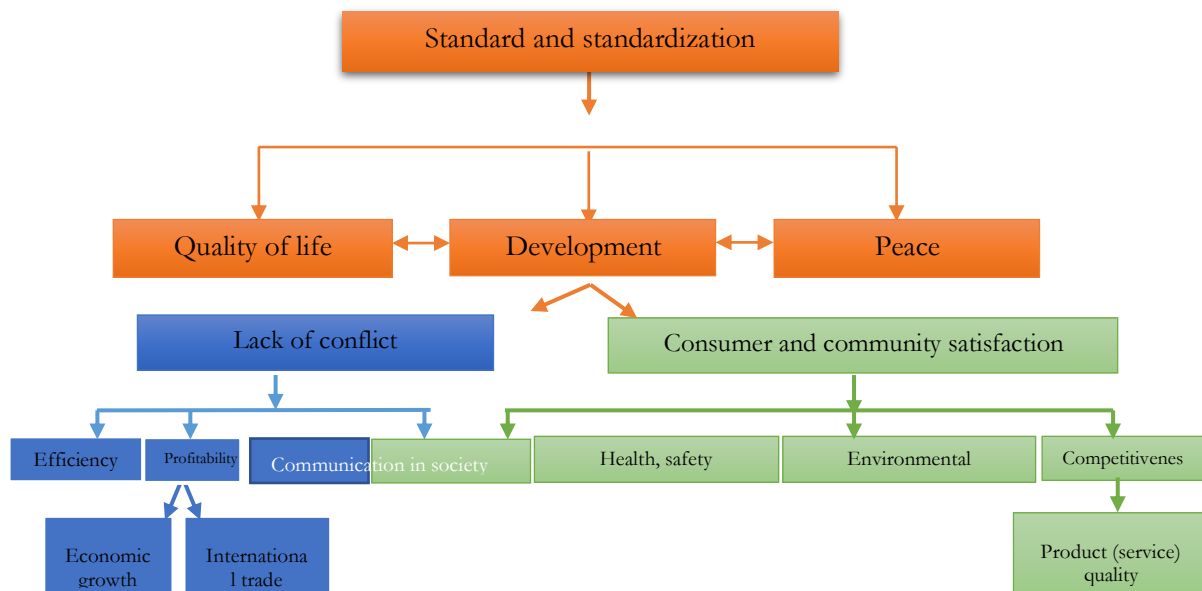 Standard and standardization
Quality of life
Development
Peace
Lack of conflict
Consumer and community satisfaction
Efficiency
Profitability
Communication in society
Health, safety
Environmental
Competitivenes
Economic
growth
Internationa
l trade
Product (service)
quality